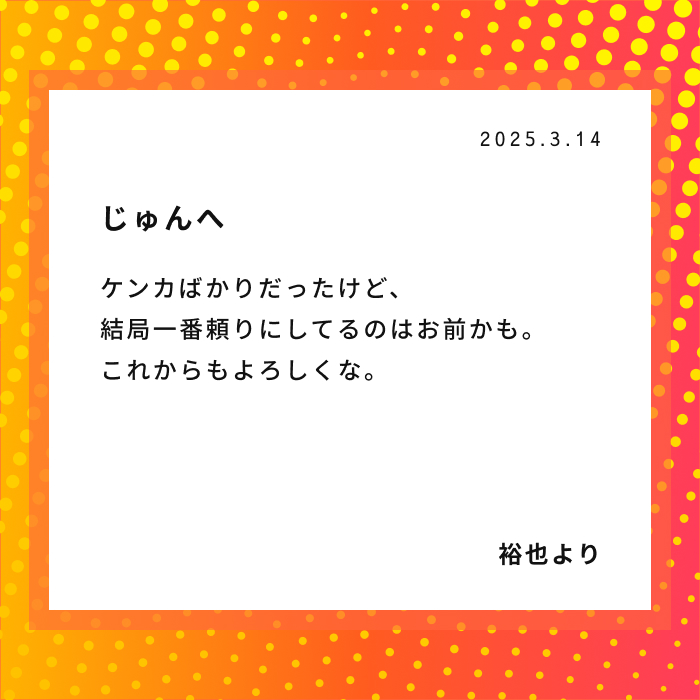 2025.3.14
じゅんへ
ケンカばかりだったけど、
結局一番頼りにしてるのはお前かも。
これからもよろしくな。
裕也より